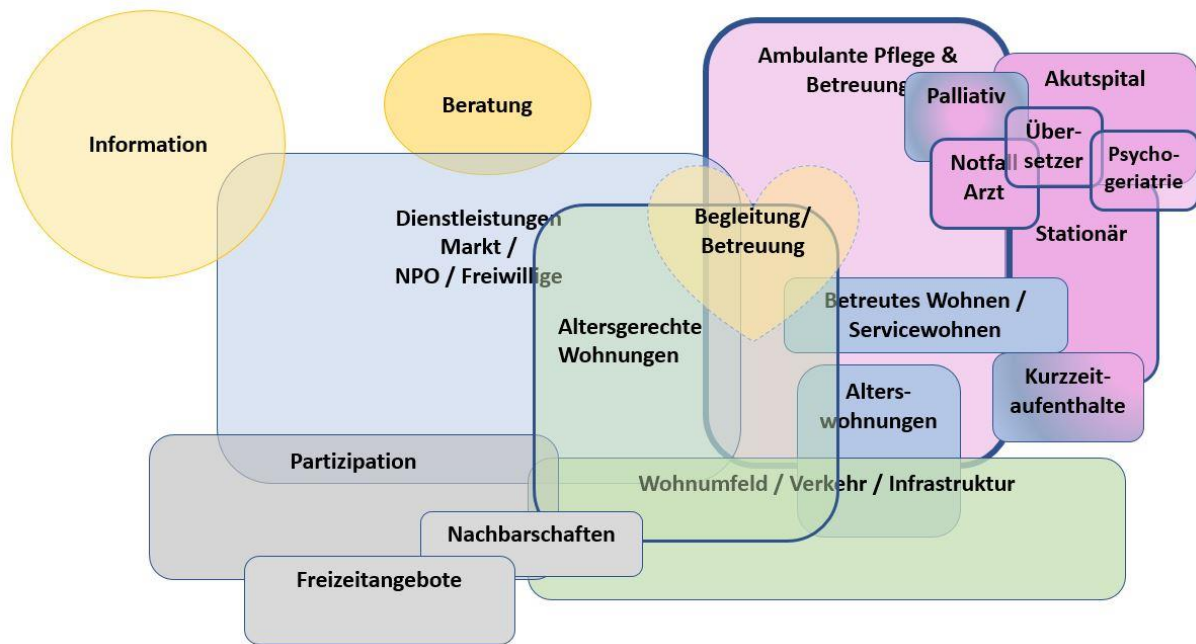 Information
Beratung
Ambulante Pflege &
Betreuung
Palliativ
Akutspital
Über-
setzer
Notfall
Arzt
Psycho-
geriatrie
Stationär
Dienstleistungen
Markt /
NPO / Freiwillige
Begleitung/
Betreuung
Altersgerechte
Wohnungen
Betreutes Wohnen /
Servicewohnen
Alters-
wohnungen
Kurzzeit-
aufenthalte
Partizipation
Wohnumfeld / Verkehr / Infrastruktur
Nachbarschaften
Freizeitangebote